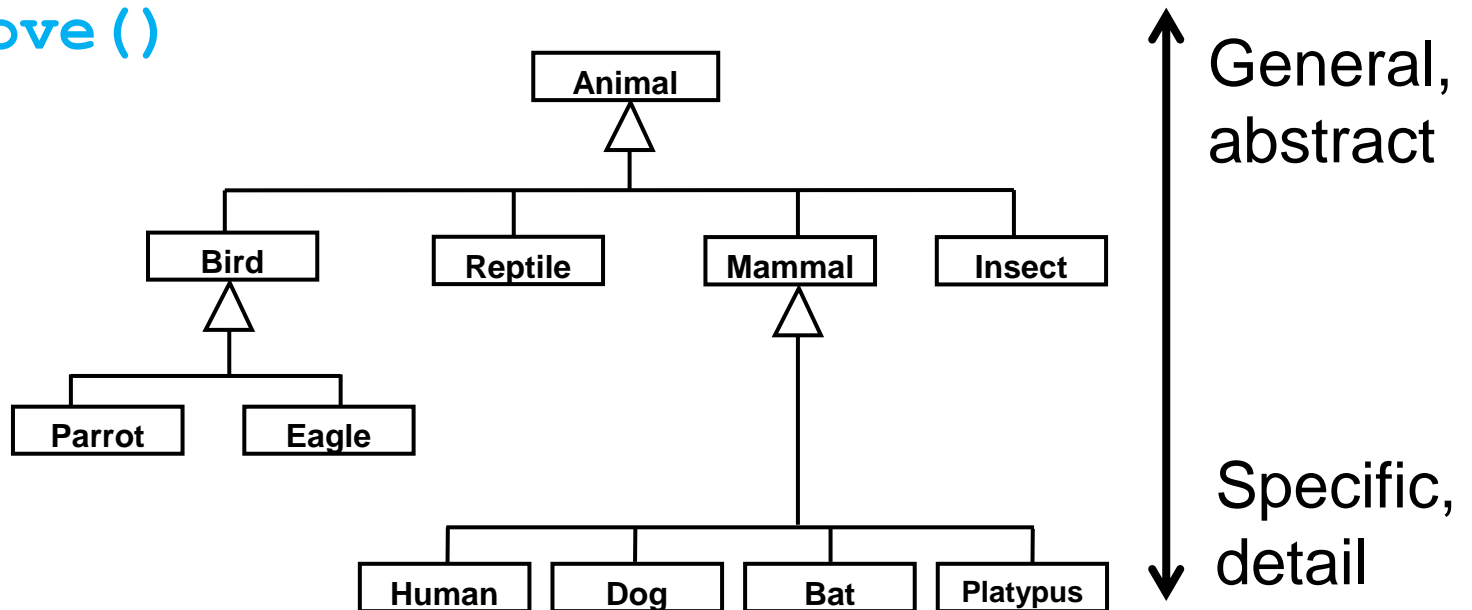 ove()
Animal
General,
abstract
Bird
Reptile
Mammal
Insect
Parrot
Eagle
Specific,
detail
Human
Dog
Bat
Platypus